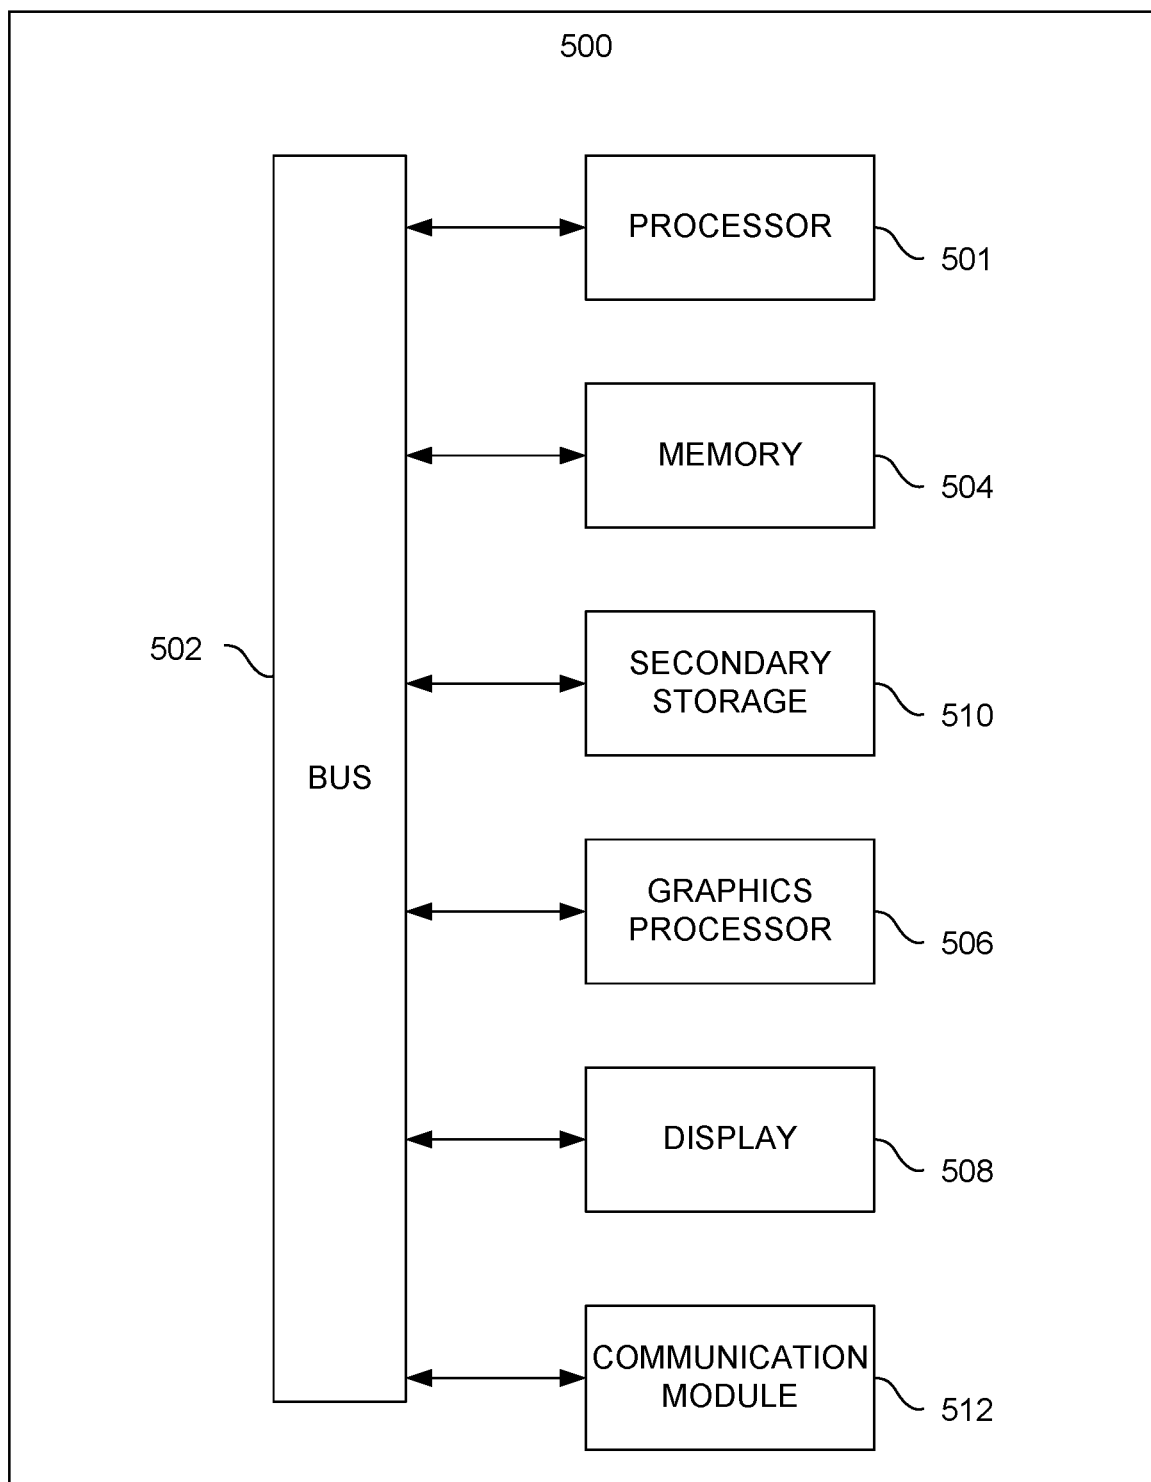 500
PROCESSOR
501
MEMORY
504
502
SECONDARY
STORAGE
510
BUS
GRAPHICS
PROCESSOR
506
DISPLAY
508
COMMUNICATION
MODULE
512